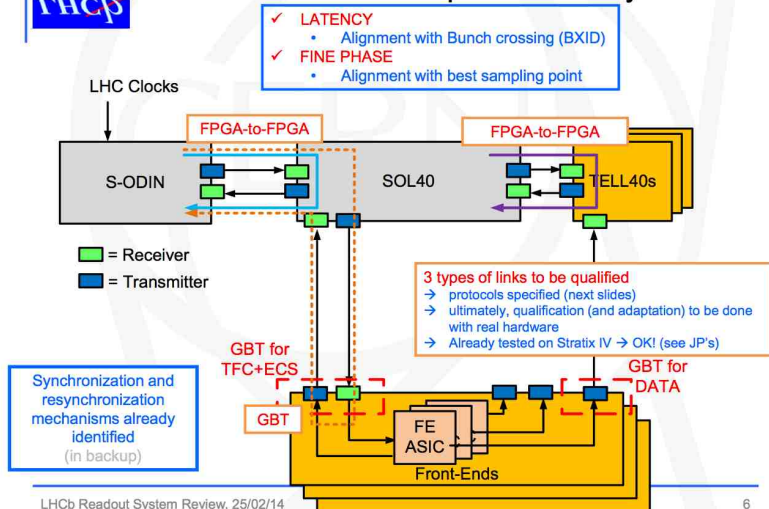 LHCb
✓ LATENCY
• Alignment with Bunch crossing (BXID)
✓ FINE PHASE
• Alignment with best sampling point
LHC Clocks
FPGA-to-FPGA
FPGA-to-FPGA
S-ODIN
SOL40
TELL40s
= Receiver
= Transmitter
3 types of links to be qualified
→ protocols specified (next slides)
→ ultimately, qualification (and adaptation) to be done
with real hardware
→ Already tested on Stratix IV → OK! (see JP's)
GBT for
TFC+ECS
GBT for
DATA
Synchronization and
resynchronization
mechanisms already
identified
(in backup)
GBT
FE
ASIC
Front-Ends
LHCb Readout System Review, 25/02/14
6